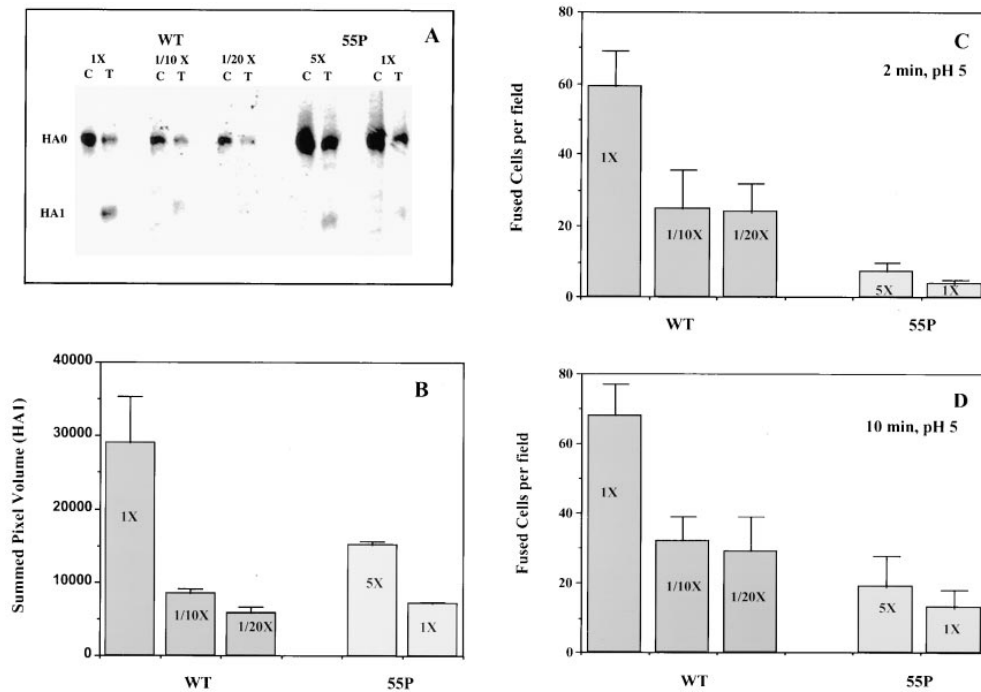 WT 55P A
1X 1/10 X 1/20 X 5X 1X
C T C T C T C T C T
HA0
HA1
40000
30000
20000
10000
0
Summed Pixel Volume (HA1)
B
1X
1/10X
1/20X
5X
1X
WT 55P
80
60
40
20
0
Fused Cells per field
C
2 min, pH 5
1X
1/10X
1/20X
5X
1X
WT 55P
80
60
40
20
0
Fused Cells per field
D
10 min, pH 5
1X
1/10X
1/20X
5X
1X
WT 55P